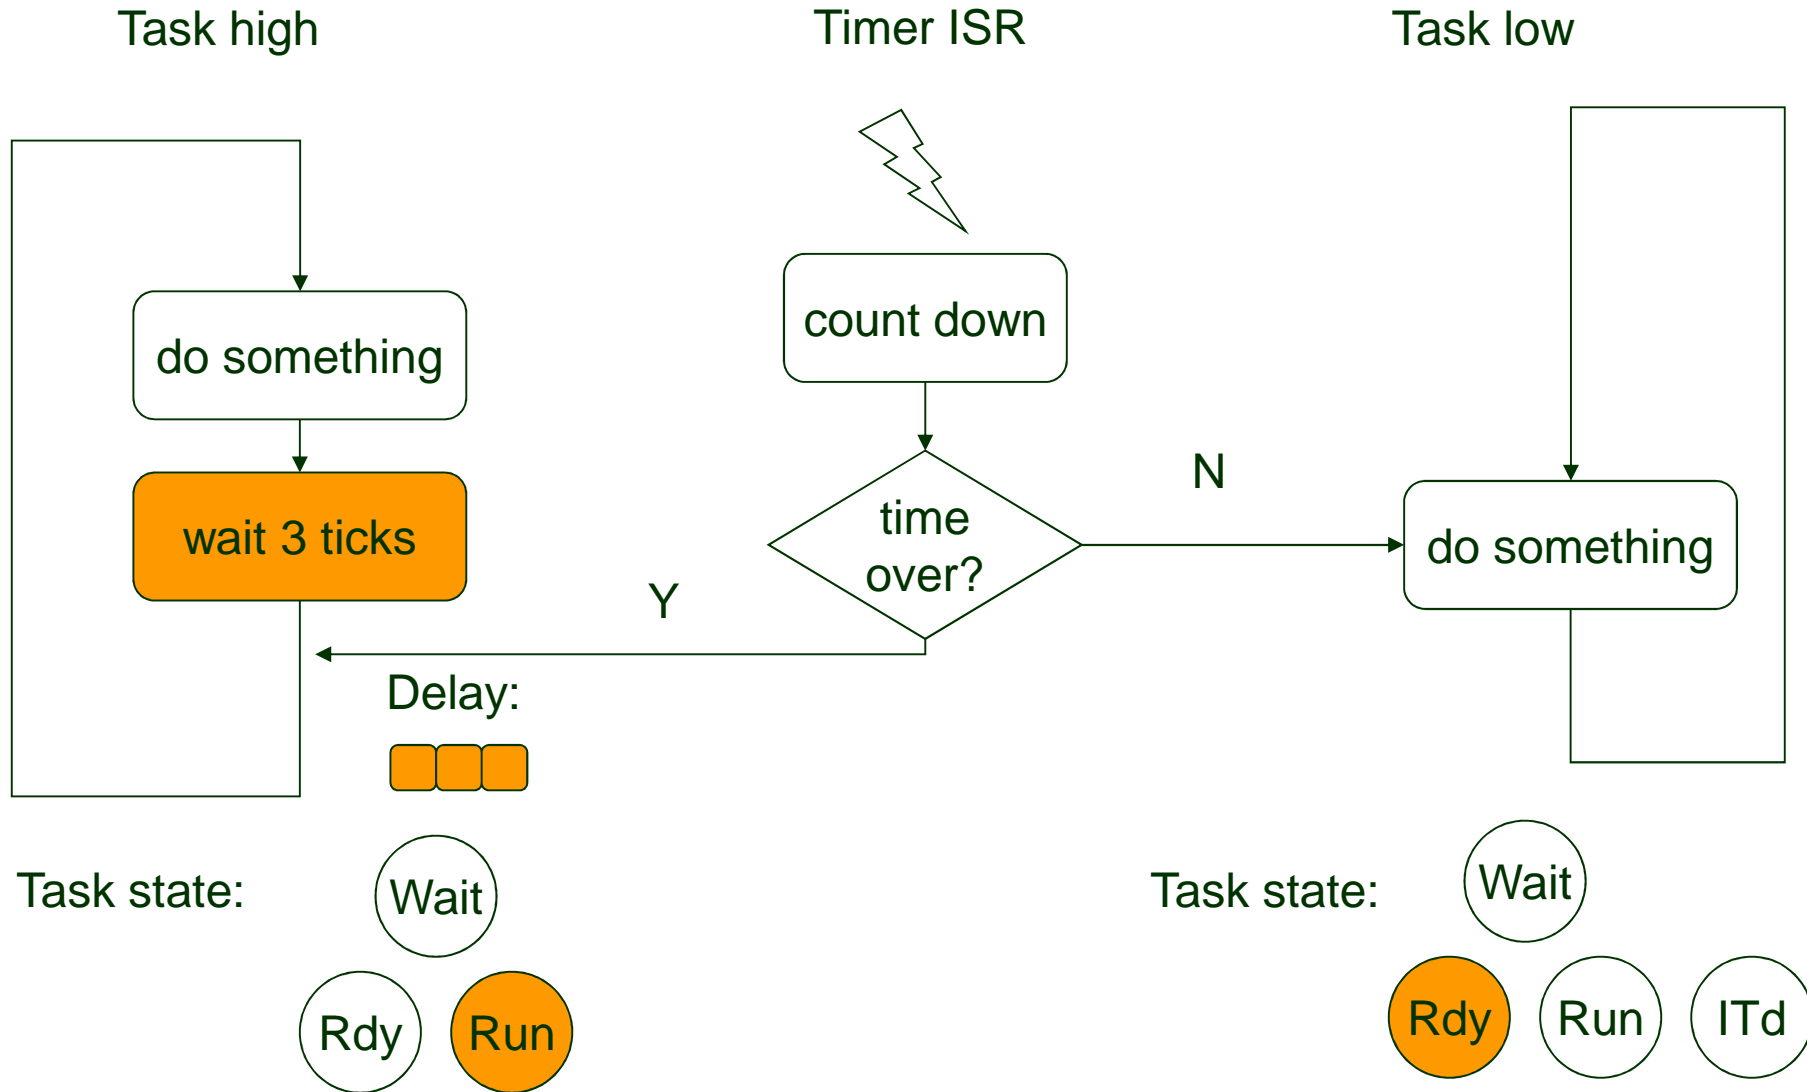 Task high
Timer ISR
Task low
do something
wait 3 ticks
count down
time
over?
N
Y
do something
Delay:
Task state:
Wait
Rdy
Run
Task state:
Wait
Rdy
Run
ITd